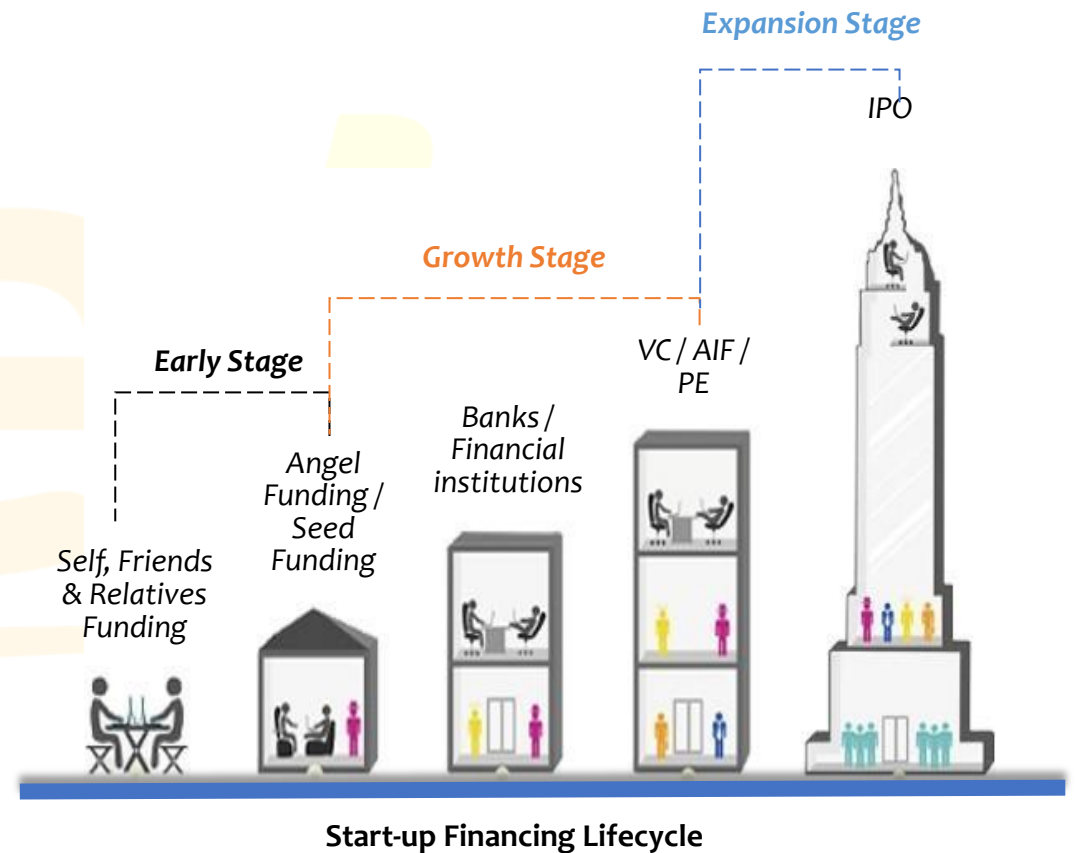 Expansion Stage
IPO
Growth Stage
VC / AIF /
PE
Early Stage
Banks /
Financial
institutions
Angel
Funding /
Seed
Funding
Self, Friends
& Relatives
Funding
Start-up Financing Lifecycle